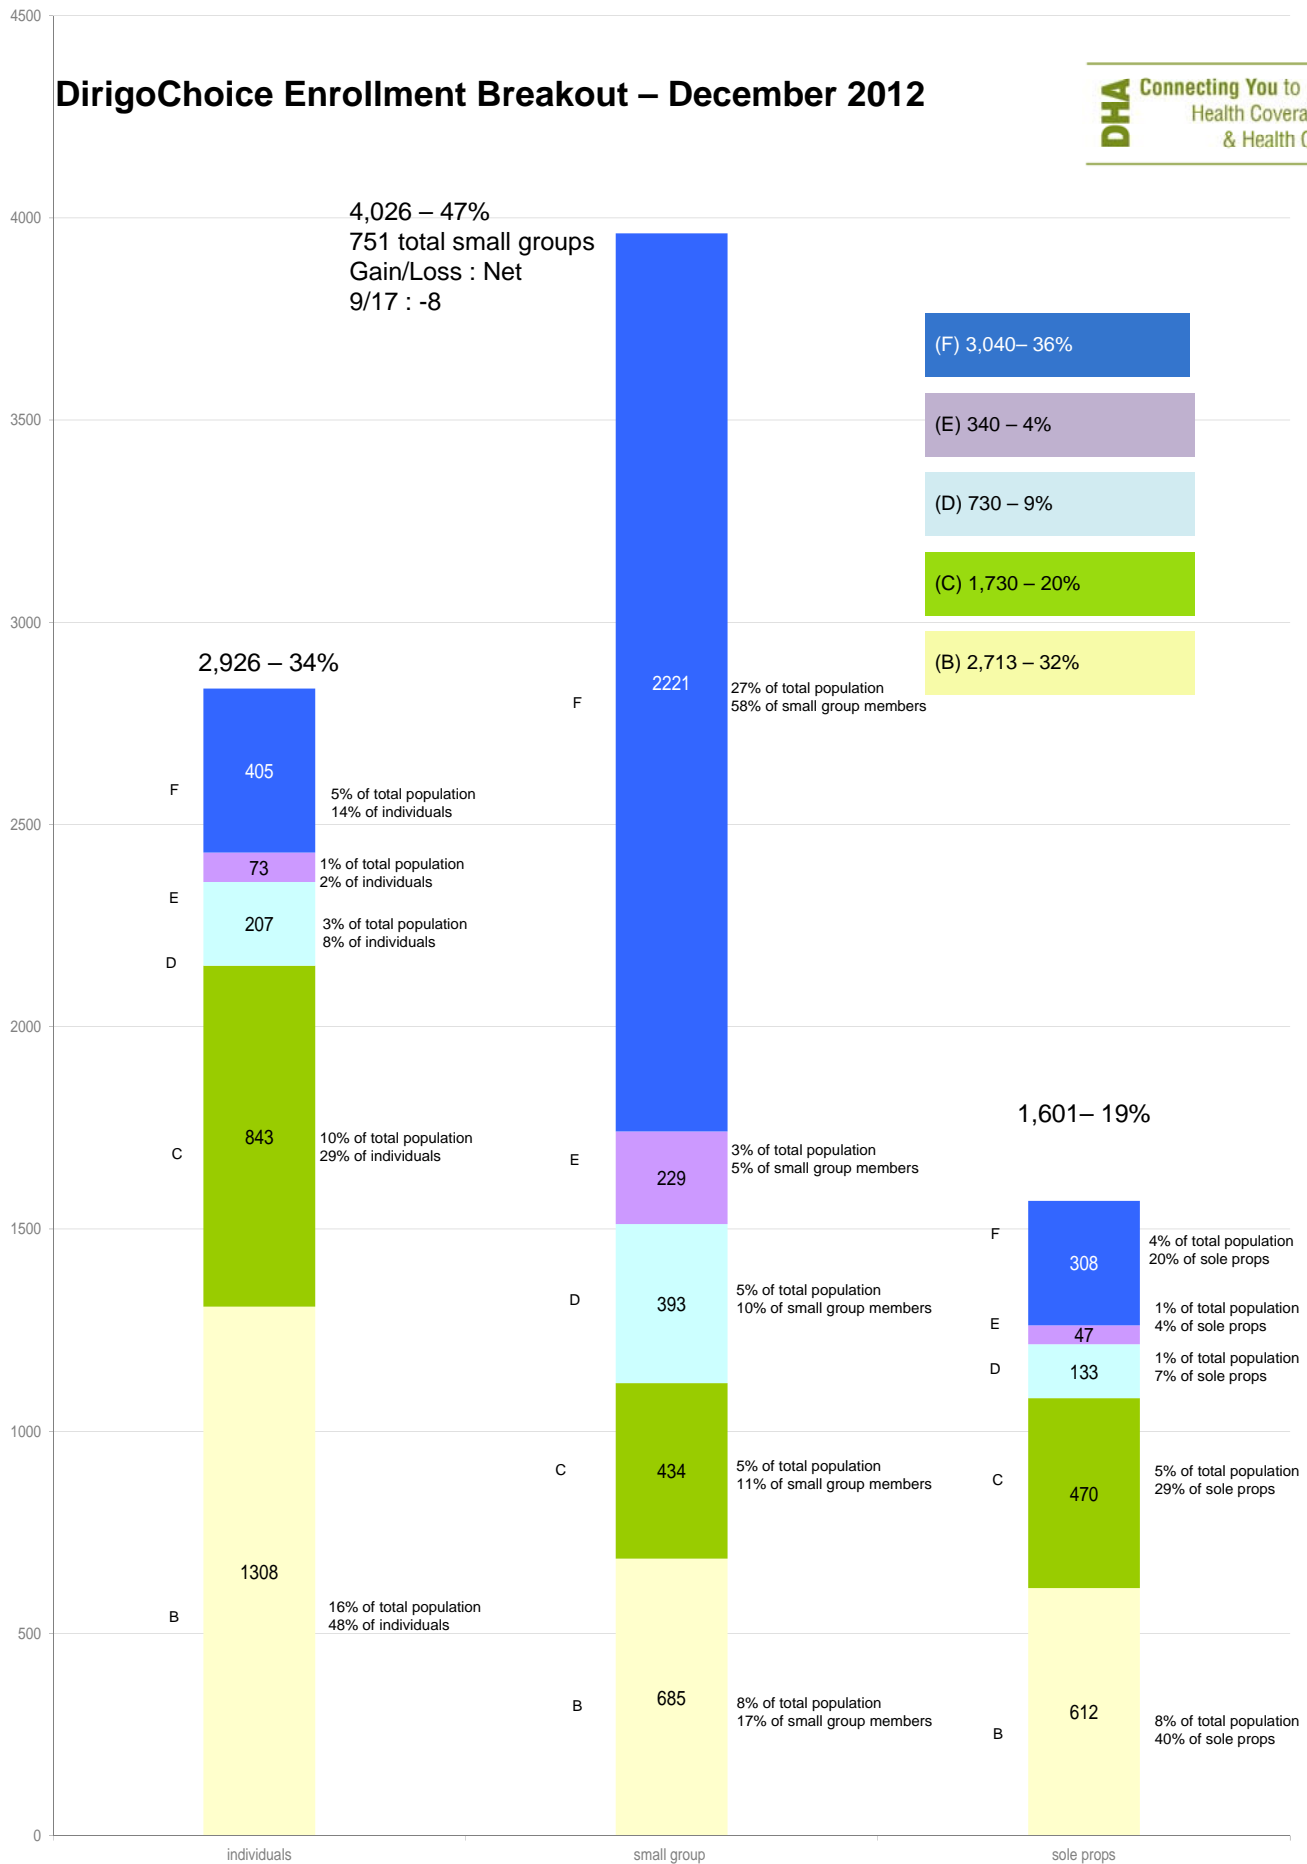 DirigoChoice Enrollment Breakout – December 2012
DHA
Connecting You to
Health Covera
& Health
4500
4000
3500
3000
2500
2000
1500
1000
500
0
4,026 – 47%
751 total small groups
Gain/Loss : Net
9/17 : -8
(F) 3,040– 36%
(E) 340 – 4%
(D) 730 – 9%
(C) 1,730 – 20%
(B) 2,713 – 32%
2,926 – 34%
F
405
5% of total population
14% of individuals
E
73
1% of total population
2% of individuals
D
207
3% of total population
8% of individuals
C
843
10% of total population
29% of individuals
B
1308
16% of total population
48% of individuals
F
2221
27% of total population
58% of small group members
E
229
3% of total population
5% of small group members
D
393
5% of total population
10% of small group members
C
434
5% of total population
11% of small group members
B
685
8% of total population
17% of small group members
1,601– 19%
F
308
4% of total population
20% of sole props
E
47
1% of total population
4% of sole props
D
133
1% of total population
7% of sole props
C
470
5% of total population
29% of sole props
B
612
8% of total population
40% of sole props
individuals
small group
sole props